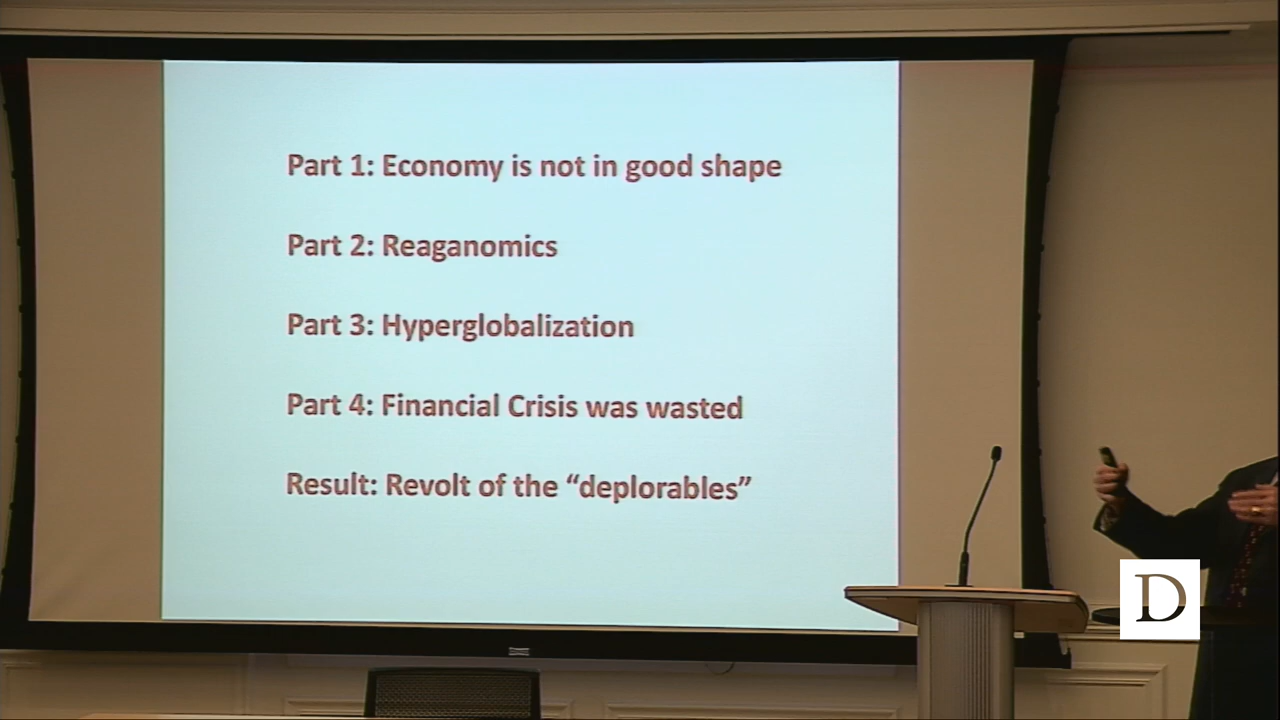 Part 1: Economy is not in good shape
Part 2: Reaganomics
Part 3: Hyperglobalization
Part 4: Financial Crisis was wasted
Result: Revolt of the “deplorables”
D